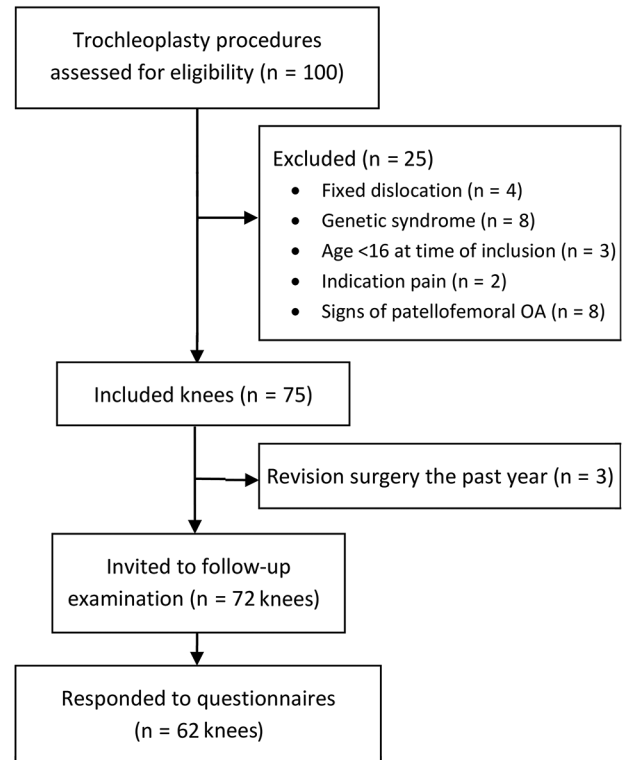 Trochleoplasty procedures
assessed for eligibility (n = 100)
Excluded (n = 25)
• Fixed dislocation (n = 4)
• Genetic syndrome (n = 8)
• Age <16 at time of inclusion (n = 3)
• Indication pain (n = 2)
• Signs of patellofemoral OA (n = 8)
Included knees (n = 75)
Revision surgery the past year (n = 3)
Invited to follow-up
examination (n = 72 knees)
Responded to questionnaires
(n = 62 knees)